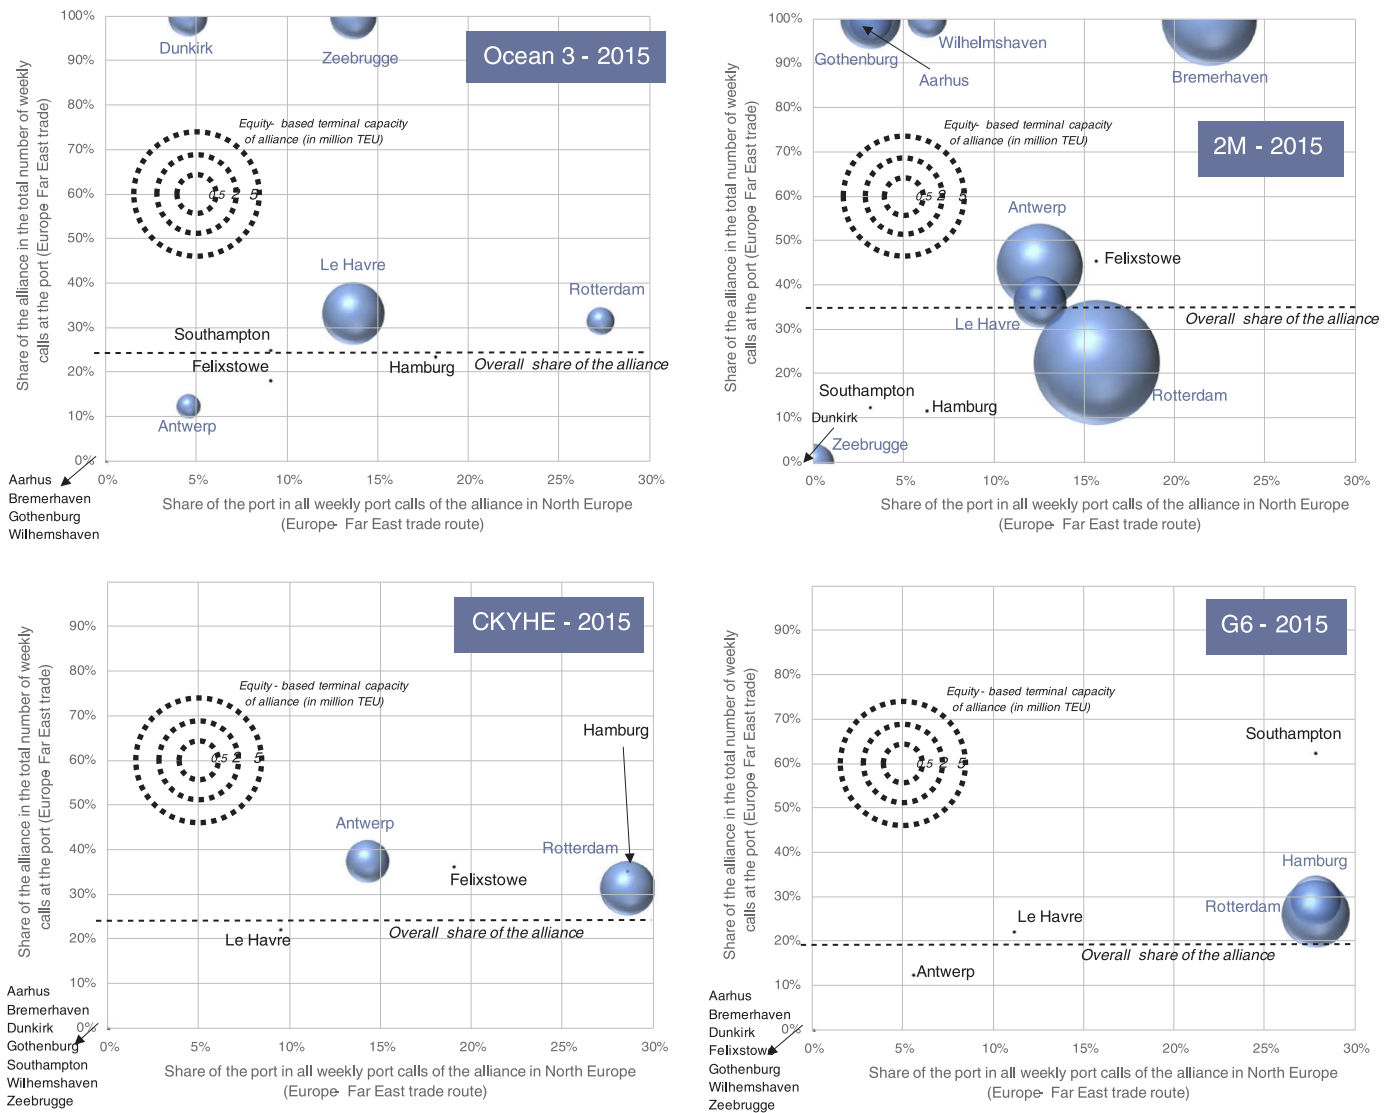 Ocean 3 - 2015
Share of the alliance in the total number of weekly
calls at the port (Europe- Far East trade)
100%
90%
80%
70%
60%
50%
40%
30%
20%
10%
0%
Dunkirk
Zeebrugge
Equity- based terminal capacity
of alliance (in million TEU)
0.5 2 5
Le Havre
Rotterdam
Southampton
Felixstowe
Hamburg
Overall share of the alliance
Antwerp
Aarhus
Bremerhaven
Gothenburg
Wilhemshaven
5%
10%
15%
20%
25%
30%
Share of the port in all weekly port calls of the alliance in North Europe
(Europe- Far East trade route)
2M - 2015
Share of the alliance in the total number of weekly
calls at the port (Europe- Far East trade)
100%
90%
80%
70%
60%
50%
40%
30%
20%
10%
0%
Gothenburg
Wilhelmshaven
Aarhus
Bremerhaven
Equity- based terminal capacity
of alliance (in million TEU)
0.5 2 5
Antwerp
Felixstowe
Le Havre
Overall share of the alliance
Rotterdam
Southampton
Hamburg
Dunkirk
Zeebrugge
0%
5%
10%
15%
20%
25%
30%
Share of the port in all weekly port calls of the alliance in North Europe
(Europe- Far East trade route)
CKYHE - 2015
Share of the alliance in the total number of weekly
calls at the port (Europe- Far East trade)
90%
80%
70%
60%
50%
40%
30%
20%
10%
0%
Equity- based terminal capacity
of alliance (in million TEU)
0.5 2 5
Hamburg
Antwerp
Rotterdam
Felixstowe
Le Havre
Overall share of the alliance
Aarhus
Bremerhaven
Dunkirk
Gothenburg
Southampton
Wilhemshaven
Zeebrugge
0%
5%
10%
15%
20%
25%
30%
Share of the port in all weekly port calls of the alliance in North Europe
(Europe- Far East trade route)
G6 - 2015
Share of the alliance in the total number of weekly
calls at the port (Europe- Far East trade)
90%
80%
70%
60%
50%
40%
30%
20%
10%
0%
Equity- based terminal capacity
of alliance (in million TEU)
0.5 2 5
Southampton
Hamburg
Rotterdam
Le Havre
Overall share of the alliance
Antwerp
Aarhus
Bremerhaven
Dunkirk
Felixstowe
Gothenburg
Wilhemshaven
Zeebrugge
0%
5%
10%
15%
20%
25%
30%
Share of the port in all weekly port calls of the alliance in North Europe
(Europe- Far East trade route)